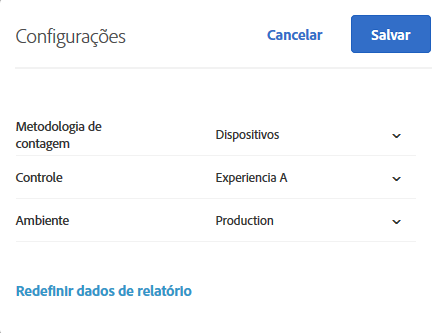 Configurações
Cancelar
Salvar
Metodologia de
contagem
Dispositivos
Controle
Experiencia A
Ambiente
Production
Redefinir dados de relatório